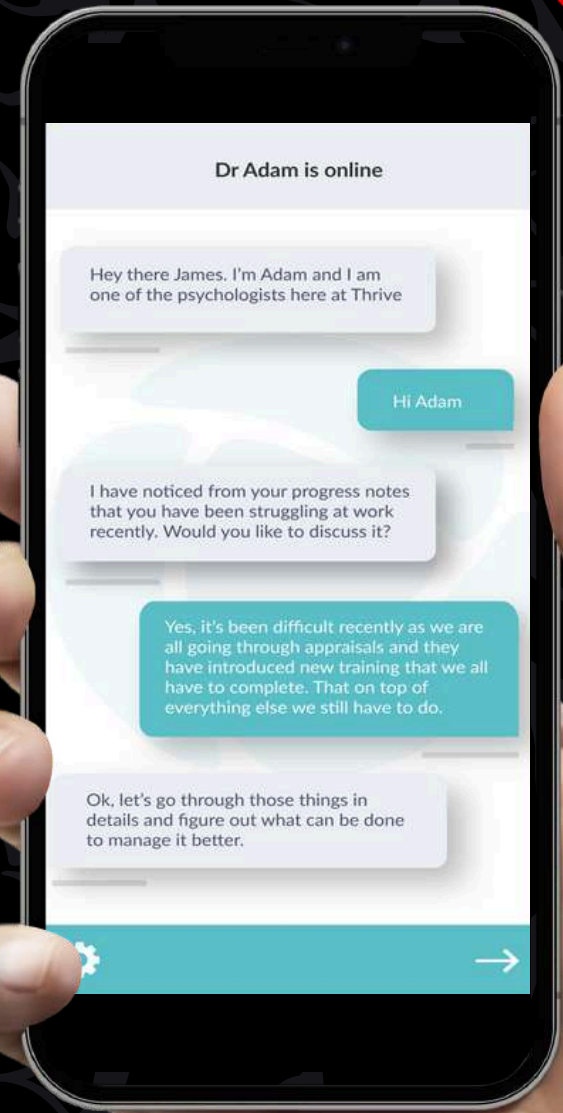 Dr Adam is online
Hey there James. I'm Adam and I am
one of the psychologists here at Thrive
Hi Adam
I have noticed from your progress notes
that you have been struggling at work
recently. Would you like to discuss it?
Yes, it's been difficult recently as we are
all going through appraisals and they
have introduced new training that we all
have to complete. That on top of
everything else we still have to do.
Ok, let's go through those things in
details and figure out what can be done
to manage it better.